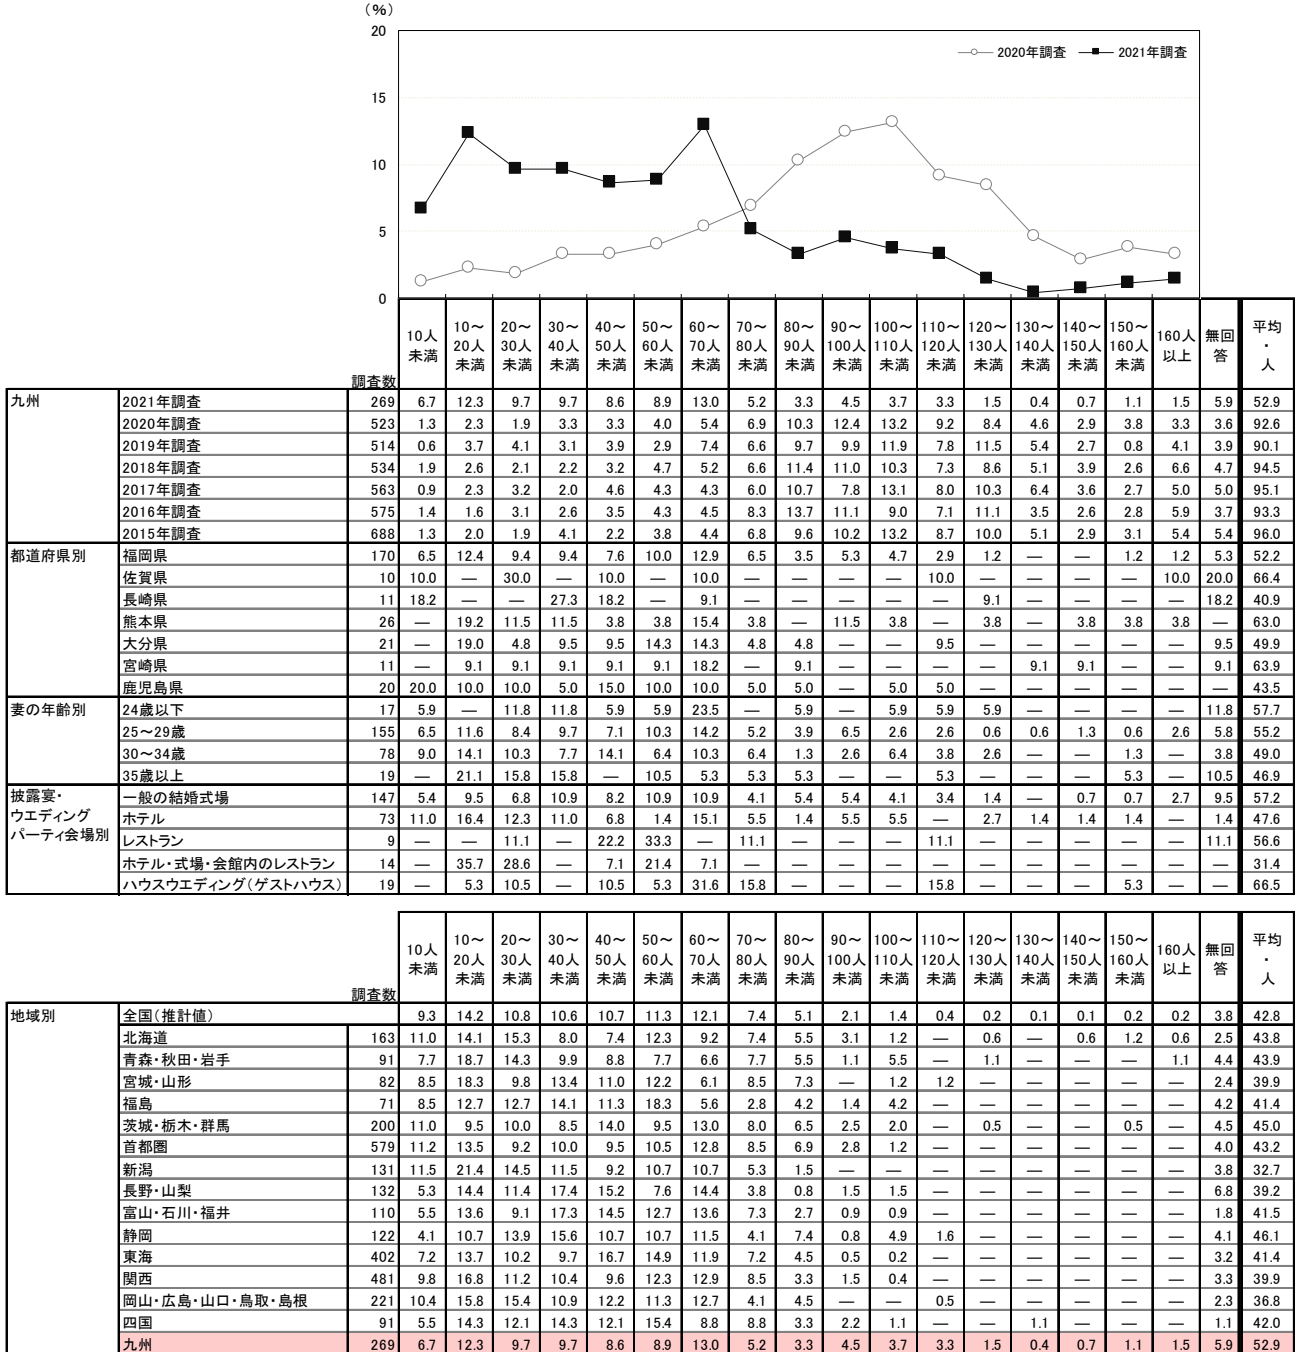 （%）
20
15
10
5
0
2020年調査 2021年調査
調査数 10人未満 10～20人未満 20～30人未満 30～40人未満 40～50人未満 50～60人未満 60～70人未満 70～80人未満 80～90人未満 90～100人未満 100～110人未満 110～120人未満 120～130人未満 130～140人未満 140～150人未満 150～160人未満 160人以上 無回答 平均・人
九州 2021年調査 269 6.7 12.3 9.7 9.7 8.6 8.9 13.0 5.2 3.3 4.5 3.7 3.3 1.5 0.4 0.7 1.1 1.5 5.9 52.9
2020年調査 523 1.3 2.3 1.9 3.3 3.3 4.0 5.4 6.9 10.3 12.4 13.2 9.2 8.4 4.6 2.9 3.8 3.3 3.6 92.6
2019年調査 514 0.6 3.7 4.1 3.1 3.9 2.9 7.4 6.6 9.7 9.9 11.9 7.8 11.5 5.4 2.7 0.8 4.1 3.9 90.1
2018年調査 534 1.9 2.6 2.1 2.2 3.2 4.7 5.2 6.6 11.4 11.0 10.3 7.3 8.6 5.1 3.9 2.6 6.6 4.7 94.5
2017年調査 563 0.9 2.3 3.2 2.0 4.6 4.3 4.3 6.0 10.7 7.8 13.1 8.0 10.3 6.4 3.6 2.7 5.0 5.0 95.1
2016年調査 575 1.4 1.6 3.1 2.6 3.5 4.3 4.5 8.3 13.7 11.1 9.0 7.1 11.1 3.5 2.6 2.8 5.9 3.7 93.3
2015年調査 688 1.3 2.0 1.9 4.1 2.2 3.8 4.4 6.8 9.6 10.2 13.2 8.7 10.0 5.1 2.9 3.1 5.4 5.4 96.0
都道府県別 福岡県 170 6.5 12.4 9.4 9.4 7.6 10.0 12.9 6.5 3.5 5.3 4.7 2.9 1.2 — — 1.2 1.2 5.3 52.2
佐賀県 10 10.0 — 30.0 — 10.0 — 10.0 — — — — 10.0 — — — — 10.0 20.0 66.4
長崎県 11 18.2 — — 27.3 18.2 — 9.1 — — — — — 9.1 — — — — 18.2 40.9
熊本県 26 — 19.2 11.5 11.5 3.8 3.8 15.4 3.8 — 11.5 3.8 — 3.8 — 3.8 3.8 3.8 — 63.0
大分県 21 — 19.0 4.8 9.5 9.5 14.3 14.3 4.8 4.8 — — 9.5 — — — — — 9.5 49.9
宮崎県 11 — 9.1 9.1 9.1 9.1 9.1 18.2 — 9.1 — — — — 9.1 9.1 — — 9.1 63.9
鹿児島県 20 20.0 10.0 10.0 5.0 15.0 10.0 10.0 5.0 5.0 — 5.0 5.0 — — — — — — 43.5
妻の年齢別 24歳以下 17 5.9 — 11.8 11.8 5.9 5.9 23.5 — 5.9 — 5.9 5.9 5.9 — — — — 11.8 57.7
25～29歳 155 6.5 11.6 8.4 9.7 7.1 10.3 14.2 5.2 3.9 6.5 2.6 2.6 0.6 0.6 1.3 0.6 2.6 5.8 55.2
30～34歳 78 9.0 14.1 10.3 7.7 14.1 6.4 10.3 6.4 1.3 2.6 6.4 3.8 2.6 — — 1.3 — 3.8 49.0
35歳以上 19 — 21.1 15.8 15.8 — 10.5 5.3 5.3 5.3 — — 5.3 — — — 5.3 — 10.5 46.9
披露宴・ウエディングパーティ会場別 一般の結婚式場 147 5.4 9.5 6.8 10.9 8.2 10.9 10.9 4.1 5.4 5.4 4.1 3.4 1.4 — 0.7 0.7 2.7 9.5 57.2
ホテル 73 11.0 16.4 12.3 11.0 6.8 1.4 15.1 5.5 1.4 5.5 5.5 — 2.7 1.4 1.4 1.4 — 1.4 47.6
レストラン 9 — — 11.1 — 22.2 33.3 — 11.1 — — — 11.1 — — — — — 11.1 56.6
ホテル・式場・会館内のレストラン 14 — 35.7 28.6 — 7.1 21.4 7.1 — — — — — — — — — — — 31.4
ハウスウエディング（ゲストハウス） 19 — 5.3 10.5 — 10.5 5.3 31.6 15.8 — — — 15.8 — — — 5.3 — — 66.5
調査数 10人未満 10～20人未満 20～30人未満 30～40人未満 40～50人未満 50～60人未満 60～70人未満 70～80人未満 80～90人未満 90～100人未満 100～110人未満 110～120人未満 120～130人未満 130～140人未満 140～150人未満 150～160人未満 160人以上 無回答 平均・人
地域別 全国（推計値） 9.3 14.2 10.8 10.6 10.7 11.3 12.1 7.4 5.1 2.1 1.4 0.4 0.2 0.1 0.1 0.2 0.2 3.8 42.8
北海道 163 11.0 14.1 15.3 8.0 7.4 12.3 9.2 7.4 5.5 3.1 1.2 — 0.6 — 0.6 1.2 0.6 2.5 43.8
青森・秋田・岩手 91 7.7 18.7 14.3 9.9 8.8 7.7 6.6 7.7 5.5 1.1 5.5 — 1.1 — — — 1.1 4.4 43.9
宮城・山形 82 8.5 18.3 9.8 13.4 11.0 12.2 6.1 8.5 7.3 — 1.2 1.2 — — — — — 2.4 39.9
福島 71 8.5 12.7 12.7 14.1 11.3 18.3 5.6 2.8 4.2 1.4 4.2 — — — — — — 4.2 41.4
茨城・栃木・群馬 200 11.0 9.5 10.0 8.5 14.0 9.5 13.0 8.0 6.5 2.5 2.0 — 0.5 — — 0.5 — 4.5 45.0
首都圏 579 11.2 13.5 9.2 10.0 9.5 10.5 12.8 8.5 6.9 2.8 1.2 — — — — — — 4.0 43.2
新潟 131 11.5 21.4 14.5 11.5 9.2 10.7 10.7 5.3 1.5 — — — — — — — — 3.8 32.7
長野・山梨 132 5.3 14.4 11.4 17.4 15.2 7.6 14.4 3.8 0.8 1.5 1.5 — — — — — — 6.8 39.2
富山・石川・福井 110 5.5 13.6 9.1 17.3 14.5 12.7 13.6 7.3 2.7 0.9 0.9 — — — — — — 1.8 41.5
静岡 122 4.1 10.7 13.9 15.6 10.7 10.7 11.5 4.1 7.4 0.8 4.9 1.6 — — — — — 4.1 46.1
東海 402 7.2 13.7 10.2 9.7 16.7 14.9 11.9 7.2 4.5 0.5 0.2 — — — — — — 3.2 41.4
関西 481 9.8 16.8 11.2 10.4 9.6 12.3 12.9 8.5 3.3 1.5 0.4 — — — — — — 3.3 39.9
岡山・広島・山口・鳥取・島根 221 10.4 15.8 15.4 10.9 12.2 11.3 12.7 4.1 4.5 — — 0.5 — — — — — 2.3 36.8
四国 91 5.5 14.3 12.1 14.3 12.1 15.4 8.8 8.8 3.3 2.2 1.1 — — 1.1 — — — 1.1 42.0
九州 269 6.7 12.3 9.7 9.7 8.6 8.9 13.0 5.2 3.3 4.5 3.7 3.3 1.5 0.4 0.7 1.1 1.5 5.9 52.9